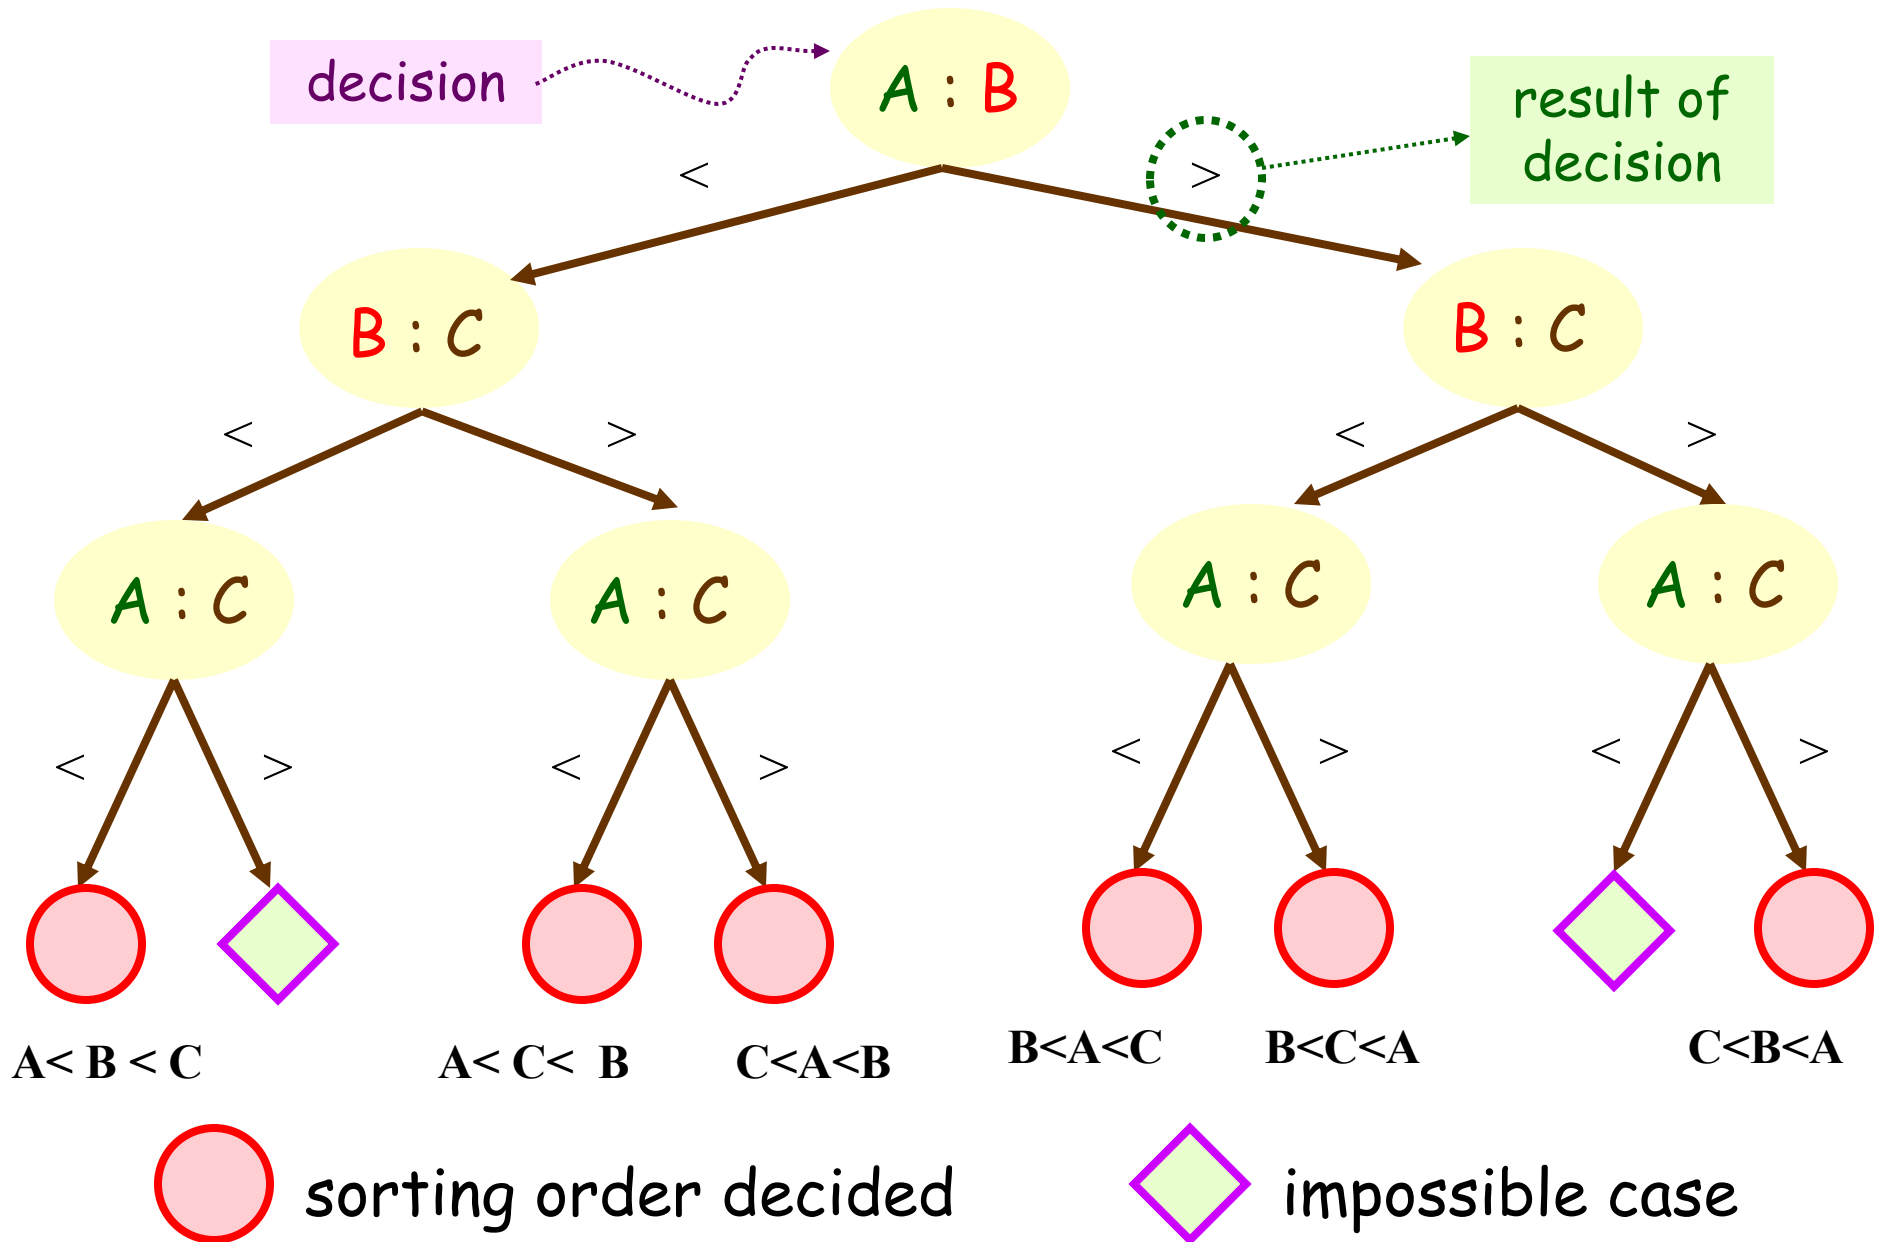 decision
A : B
result of
decision
<
>
B : C
B : C
<
>
<
>
A : C
A : C
A : C
A : C
<
>
<
>
<
>
<
>
A< B < C
A< C< B
C<A<B
B<A<C
B<C<A
C<B<A
sorting order decided
impossible case